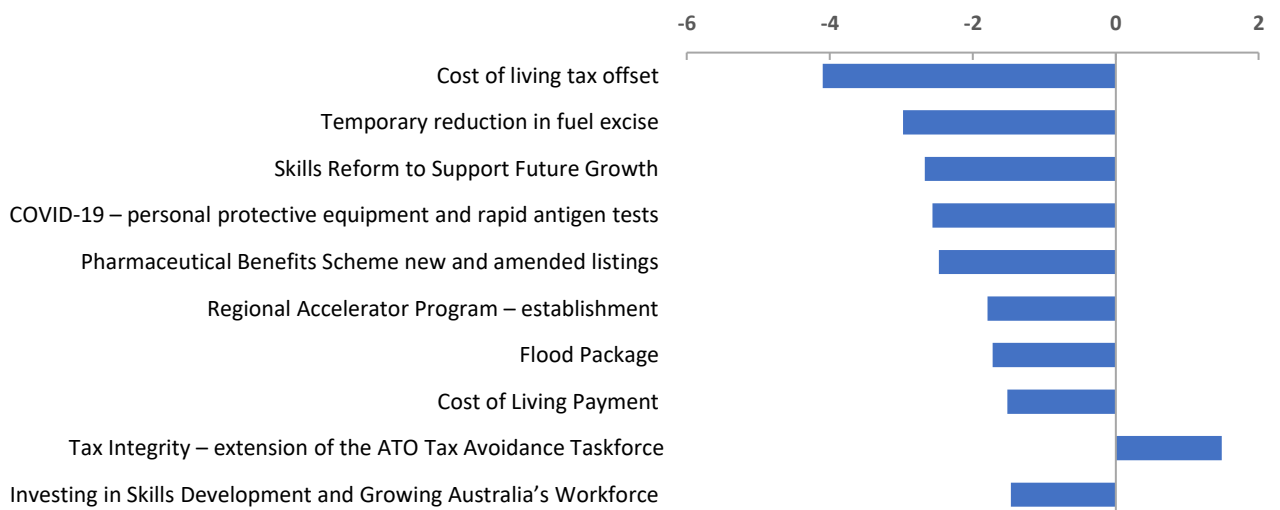 -6 -4 -2 0 2
Cost of living tax offset
Temporary reduction in fuel excise
Skills Reform to Support Future Growth
COVID-19 – personal protective equipment and rapid antigen tests
Pharmaceutical Benefits Scheme new and amended listings
Regional Accelerator Program – establishment
Flood Package
Cost of Living Payment
Tax Integrity – extension of the ATO Tax Avoidance Taskforce
Investing in Skills Development and Growing Australia’s Workforce